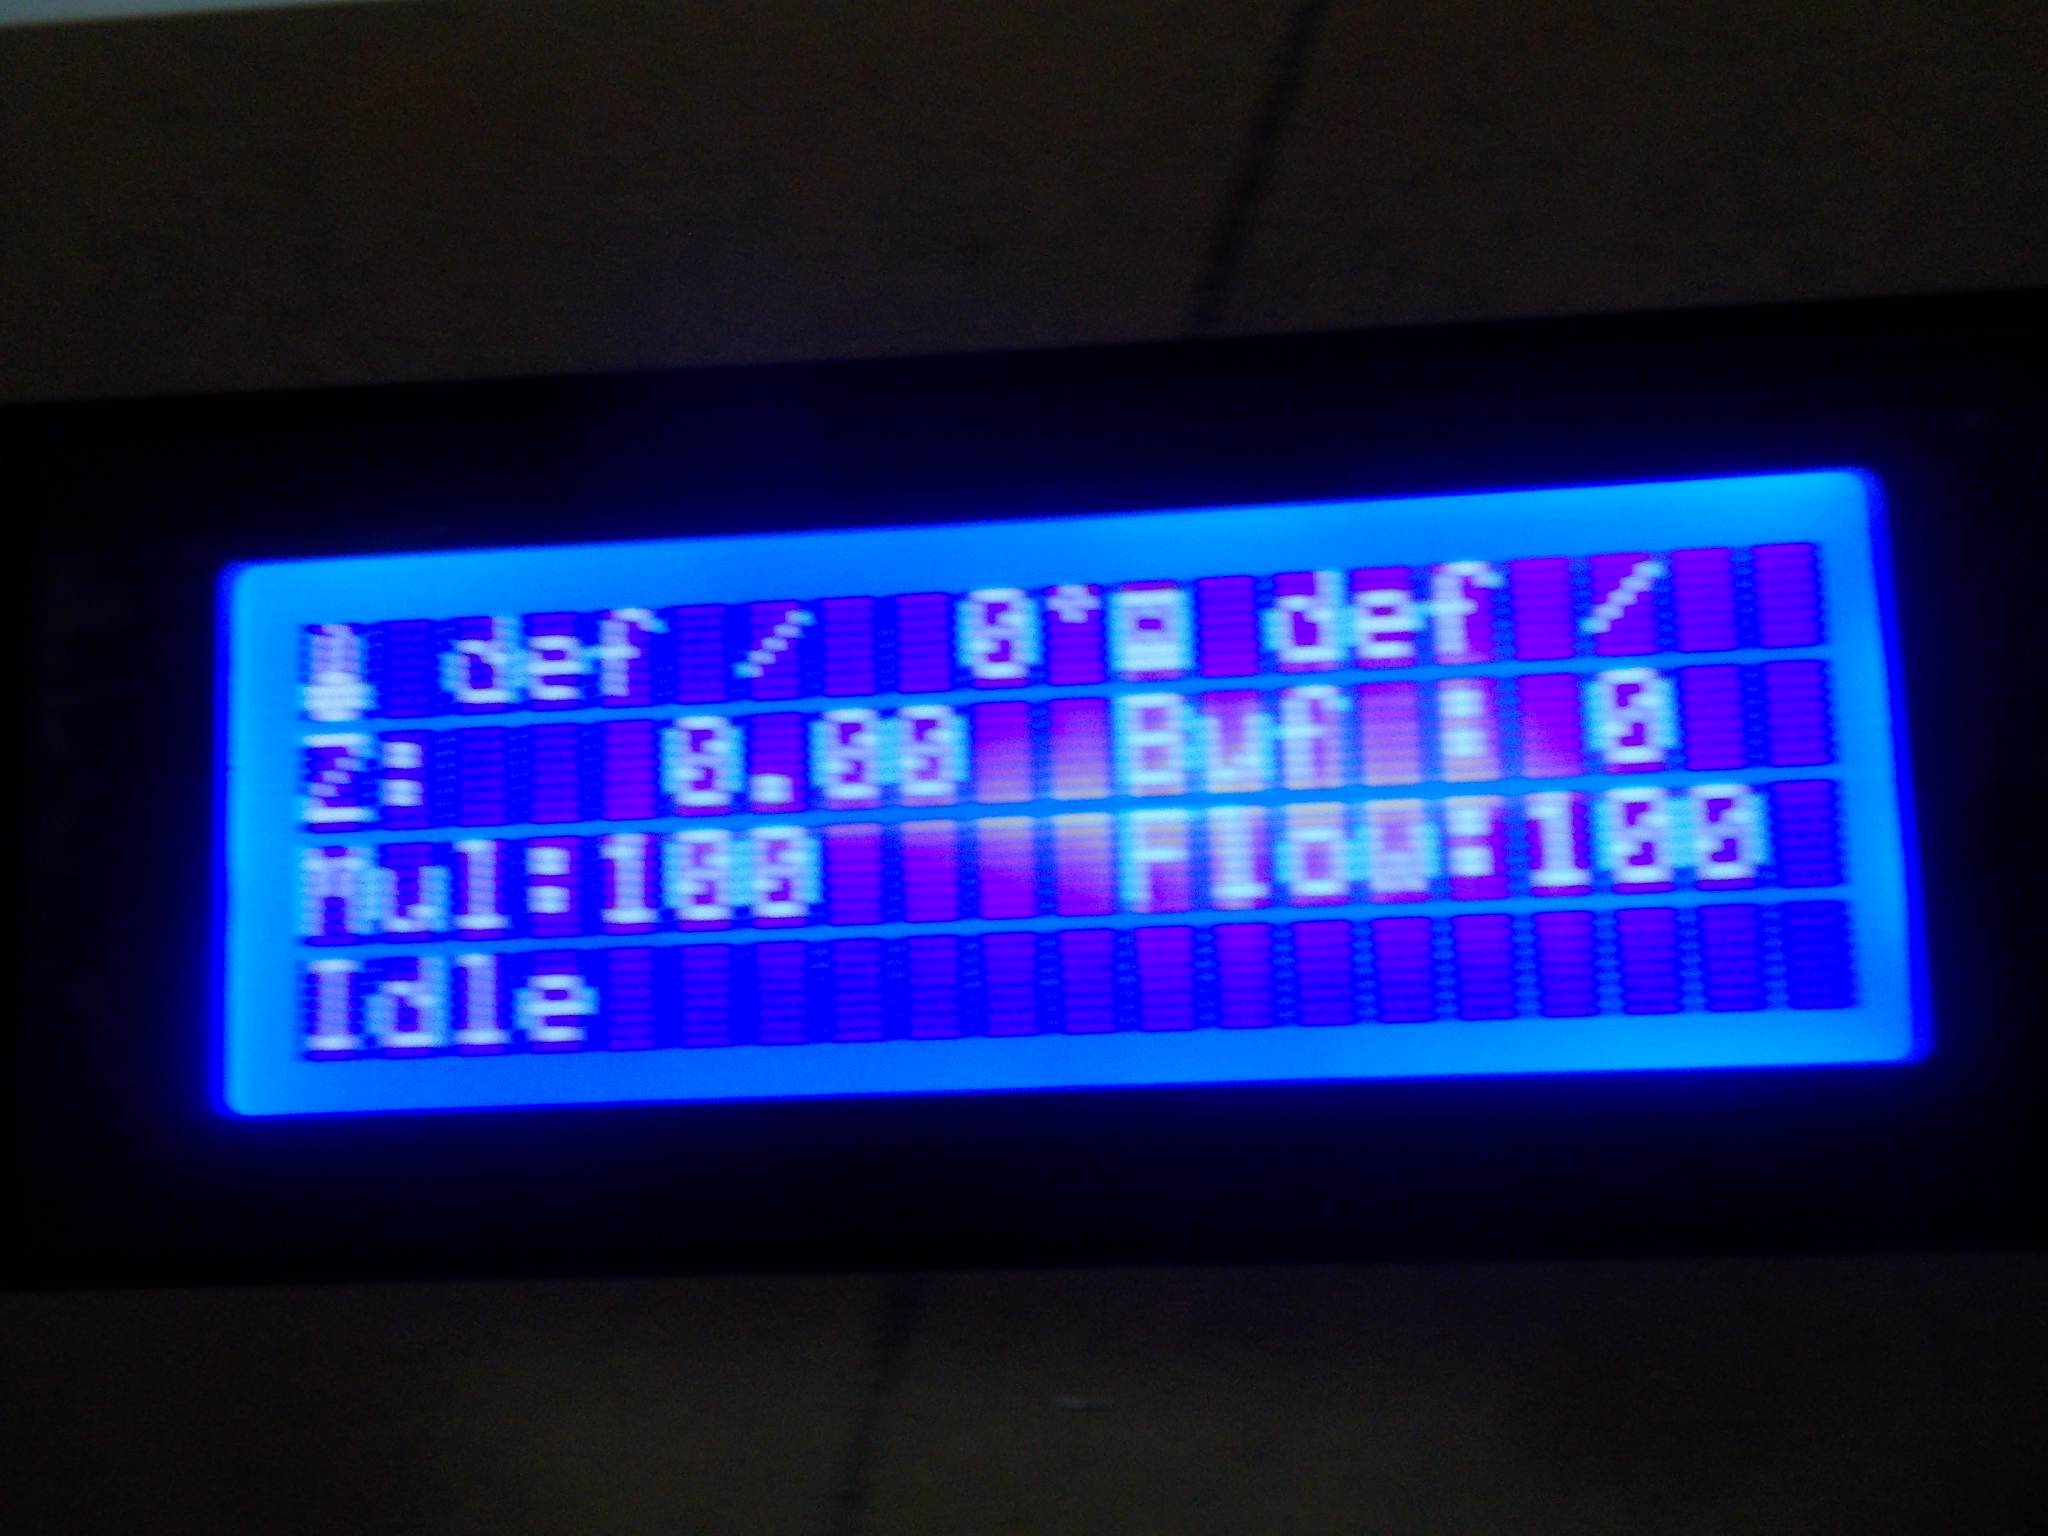 def / 0° def /
Z: 0.00 Buf : 0
Mul:100 Flow:100
Idle